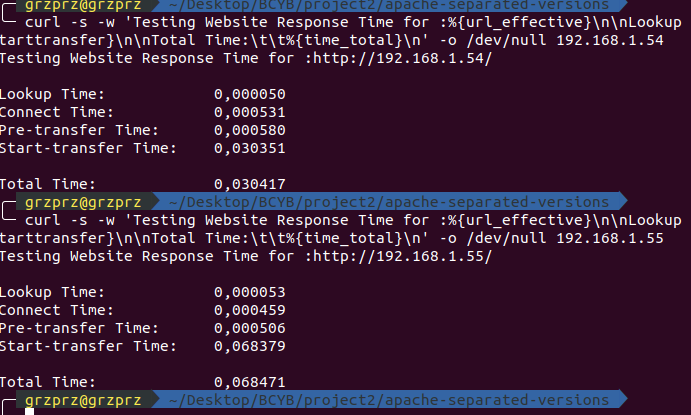 grzprz@grzprz ~/Desktop/BCYB/project2/apache-separated-versions
curl -s -w 'Testing Website Response Time for :%{url_effective}\n\nLookup
tarttransfer}\n\nTotal Time:\t\t%{time_total}\n' -o /dev/null 192.168.1.54
Testing Website Response Time for :http://192.168.1.54/
Lookup Time: 0,000050
Connect Time: 0,000531
Pre-transfer Time: 0,000580
Start-transfer Time: 0,030351
Total Time: 0,030417
grzprz@grzprz ~/Desktop/BCYB/project2/apache-separated-versions
curl -s -w 'Testing Website Response Time for :%{url_effective}\n\nLookup
tarttransfer}\n\nTotal Time:\t\t%{time_total}\n' -o /dev/null 192.168.1.55
Testing Website Response Time for :http://192.168.1.55/
Lookup Time: 0,000053
Connect Time: 0,000459
Pre-transfer Time: 0,000506
Start-transfer Time: 0,068379
Total Time: 0,068471
grzprz@grzprz ~/Desktop/BCYB/project2/apache-separated-versions